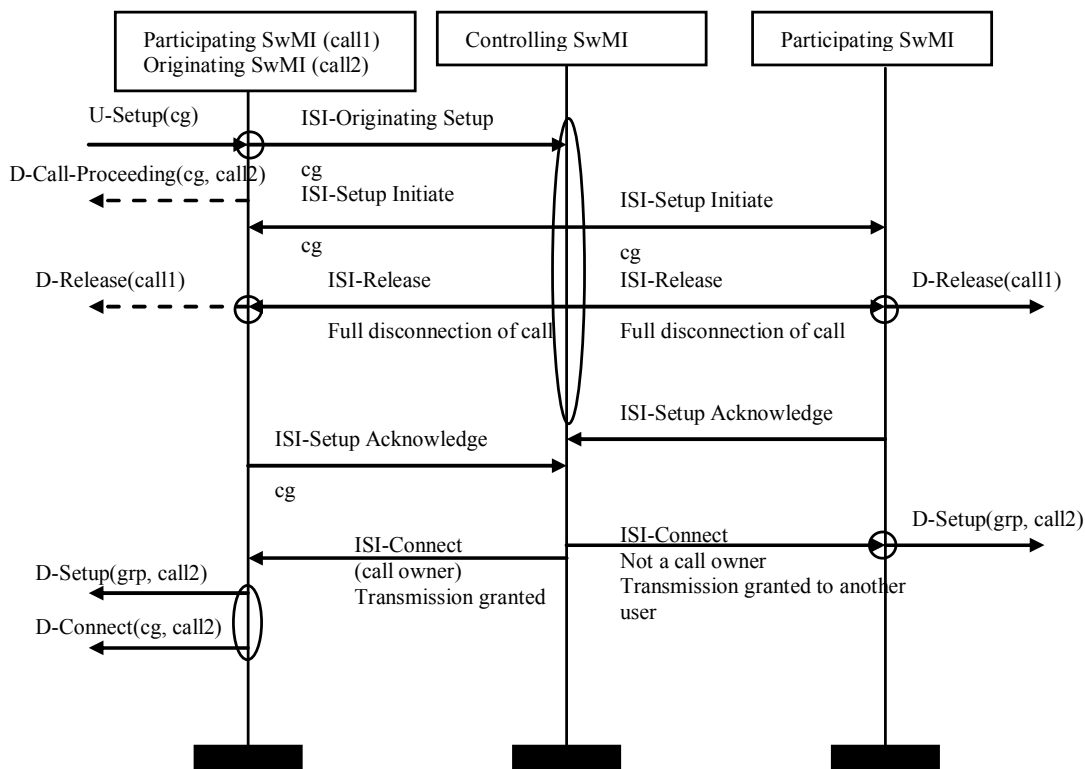 Participating SwMI (call1)
Originating SwMI (call2)
Controlling SwMI
Participating SwMI
U-Setup(cg)
ISI-Originating Setup
cg
D-Call-Proceeding(cg, call2)
ISI-Setup Initiate
cg
ISI-Setup Initiate
cg
D-Release(call1)
ISI-Release
Full disconnection of call
ISI-Release
Full disconnection of call
D-Release(call1)
ISI-Setup Acknowledge
ISI-Setup Acknowledge
cg
ISI-Connect
(call owner)
Transmission granted
ISI-Connect
Not a call owner
Transmission granted to another
user
D-Setup(grp, call2)
D-Setup(grp, call2)
D-Connect(cg, call2)